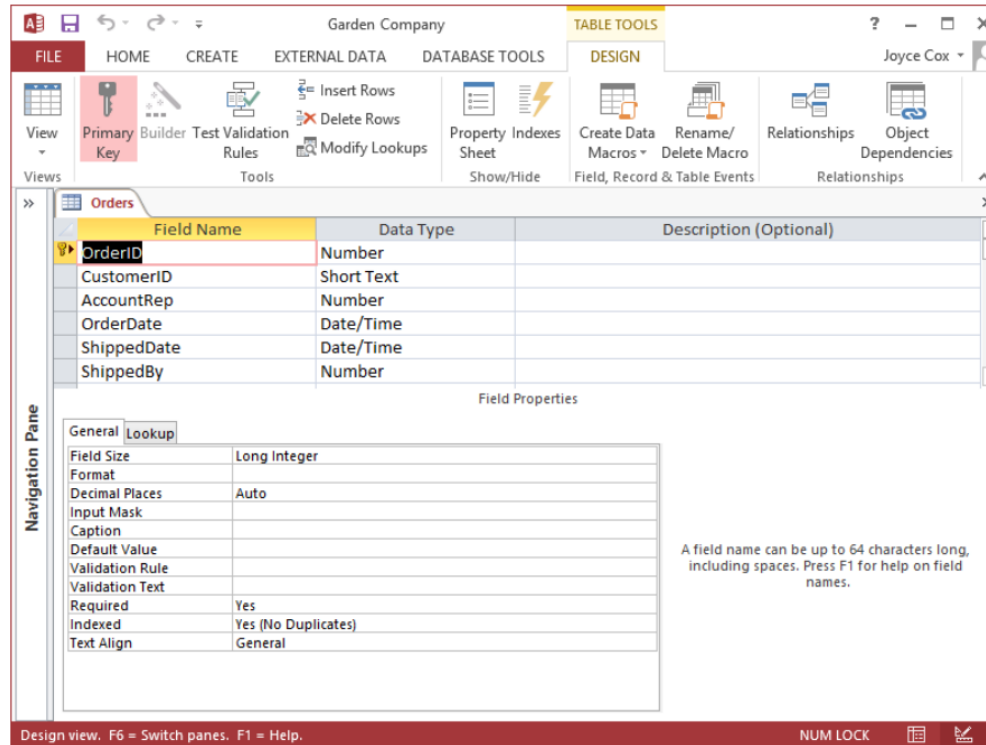 Garden Company
TABLE TOOLS
?
FILE HOME CREATE EXTERNAL DATA DATABASE TOOLS DESIGN
Joyce Cox
View
Primary Key
Builder
Test Validation Rules
Insert Rows
Delete Rows
Modify Lookups
Property Sheet
Indexes
Create Data Macros
Rename/ Delete Macro
Relationships
Object Dependencies
Views
Tools
Show/Hide
Field, Record & Table Events
Relationships
Orders
Field Name Data Type Description (Optional)
OrderID Number
CustomerID Short Text
AccountRep Number
OrderDate Date/Time
ShippedDate Date/Time
ShippedBy Number
Field Properties
Navigation Pane
General Lookup
Field Size Long Integer
Format
Decimal Places Auto
Input Mask
Caption
Default Value
Validation Rule
Validation Text
Required Yes
Indexed Yes (No Duplicates)
Text Align General
A field name can be up to 64 characters long,
including spaces. Press F1 for help on field
names.
Design view. F6 = Switch panes. F1 = Help.
NUM LOCK